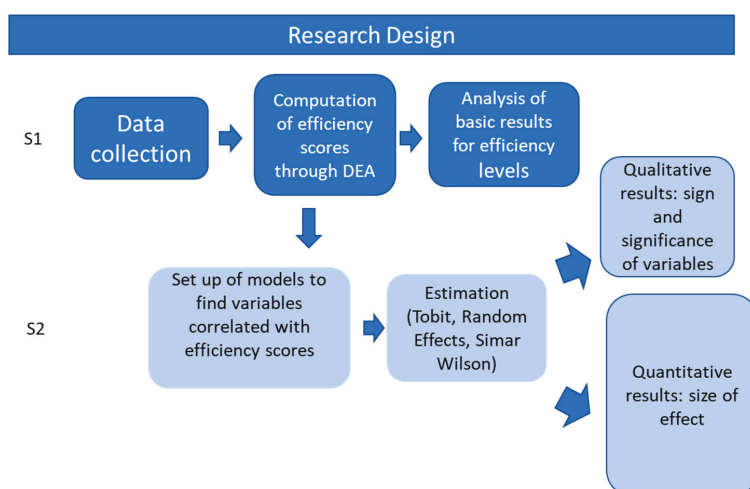 Research Design
S1
Data
collection
Computation
of efficiency
scores
through DEA
Analysis of
basic results
for efficiency
levels
S2
Set up of models to
find variables
correlated with
efficiency scores
Estimation
(Tobit, Random
Effects, Simar
Wilson)
Qualitative
results: sign
and
significance
of variables
Quantitative
results: size of
effect